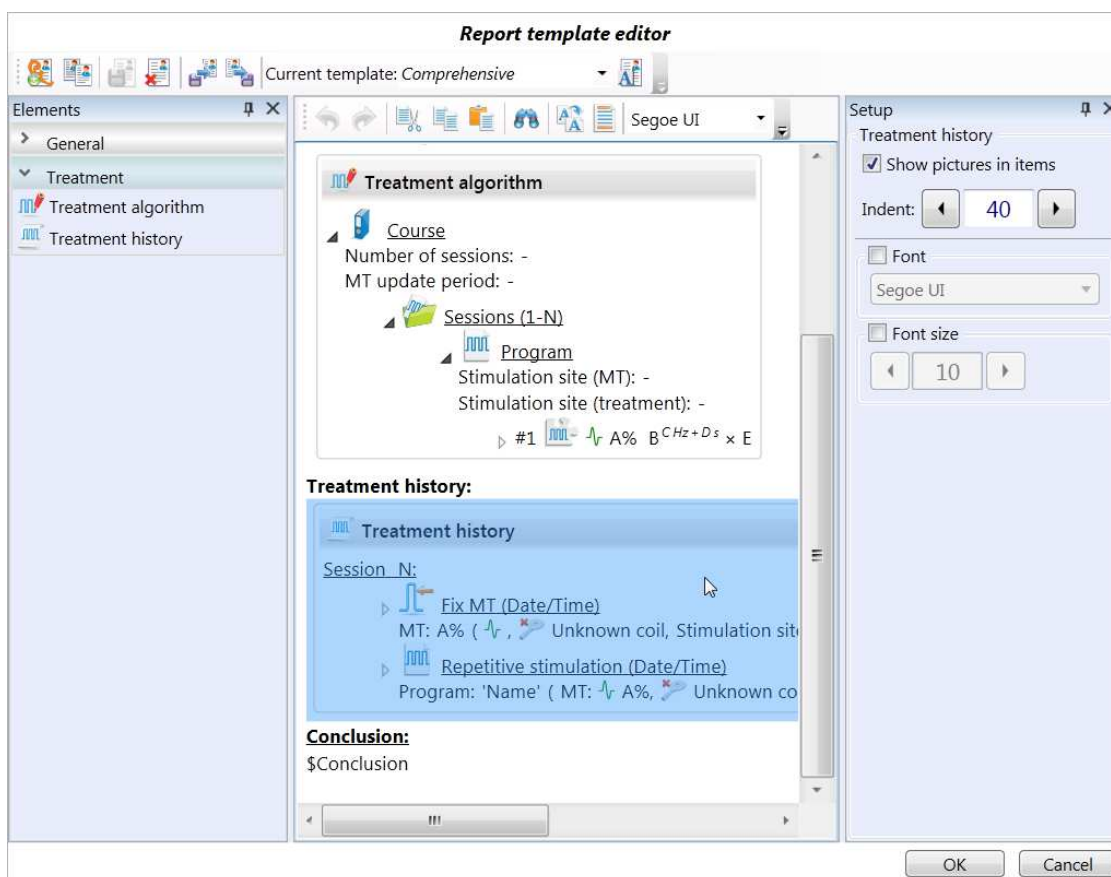 Report template editor
Current template: Comprehensive
Elements
General
Treatment
Treatment algorithm
Treatment history
Segoe UI
Treatment algorithm
Course
Number of sessions: -
MT update period: -
Sessions (1-N)
Program
Stimulation site (MT): -
Stimulation site (treatment): -
#1 A% B C Hz + D s × E
Treatment history:
Treatment history
Session N:
Fix MT (Date/Time)
MT: A% ( , Unknown coil, Stimulation site
Repetitive stimulation (Date/Time)
Program: 'Name' ( MT: A%, Unknown co
Conclusion:
$Conclusion
Setup
Treatment history
Show pictures in items
Indent: 40
Font
Segoe UI
Font size
10
OK Cancel